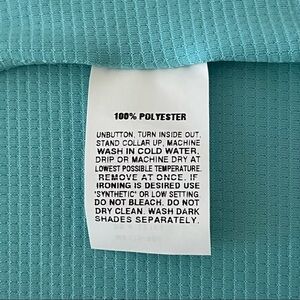 100% POLYESTER
UNBUTTON, TURN INSIDE OUT.
STAND COLLAR UP, MACHINE
WASH IN COLD WATER,
DRIP OR MACHINE DRY AT
LOWEST POSSIBLE TEMPERATURE.
REMOVE AT ONCE. IF
IRONING IS DESIRED USE
"SYNTHETIC" OR LOW SETTING.
DO NOT BLEACH. DO NOT
DRY CLEAN. WASH DARK
SHADES SEPARATELY.